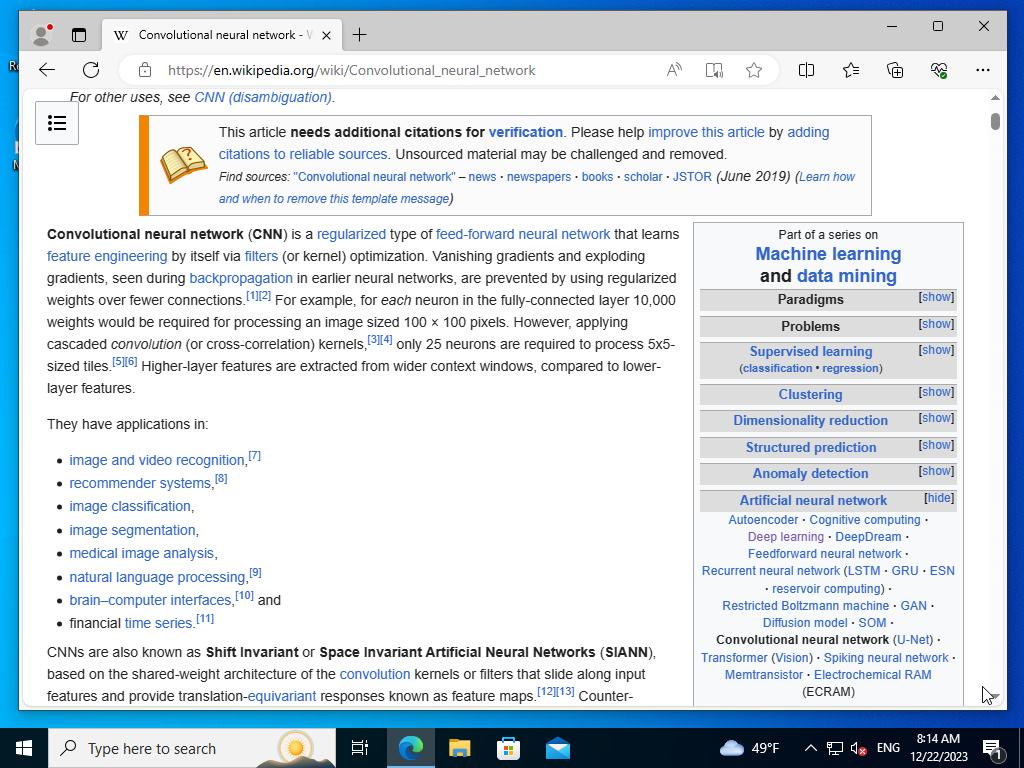 Convolutional neural network - W
https://en.wikipedia.org/wiki/Convolutional_neural_network
For other uses, see CNN (disambiguation).
This article needs additional citations for verification. Please help improve this article by adding
citations to reliable sources. Unsourced material may be challenged and removed.
Find sources: "Convolutional neural network" – news · newspapers · books · scholar · JSTOR (June 2019) (Learn how
and when to remove this template message)
Convolutional neural network (CNN) is a regularized type of feed-forward neural network that learns
feature engineering by itself via filters (or kernel) optimization. Vanishing gradients and exploding
gradients, seen during backpropagation in earlier neural networks, are prevented by using regularized
weights over fewer connections.[1][2] For example, for each neuron in the fully-connected layer 10,000
weights would be required for processing an image sized 100 × 100 pixels. However, applying
cascaded convolution (or cross-correlation) kernels,[3][4] only 25 neurons are required to process 5x5-
sized tiles.[5][6] Higher-layer features are extracted from wider context windows, compared to lower-
layer features.
They have applications in:
• image and video recognition,[7]
• recommender systems,[8]
• image classification,
• image segmentation,
• medical image analysis,
• natural language processing,[9]
• brain–computer interfaces,[10] and
• financial time series.[11]
CNNs are also known as Shift Invariant or Space Invariant Artificial Neural Networks (SIANN),
based on the shared-weight architecture of the convolution kernels or filters that slide along input
features and provide translation-equivariant responses known as feature maps.[12][13] Counter-
Part of a series on
Machine learning
and data mining
Paradigms [show]
Problems [show]
Supervised learning [show]
(classification • regression)
Clustering [show]
Dimensionality reduction [show]
Structured prediction [show]
Anomaly detection [show]
Artificial neural network [hide]
Autoencoder · Cognitive computing ·
Deep learning · DeepDream ·
Feedforward neural network ·
Recurrent neural network (LSTM · GRU · ESN
· reservoir computing) ·
Restricted Boltzmann machine · GAN ·
Diffusion model · SOM ·
Convolutional neural network (U-Net) ·
Transformer (Vision) · Spiking neural network ·
Memtransistor · Electrochemical RAM
(ECRAM)
Type here to search
49°F
ENG
8:14 AM
12/22/2023
1